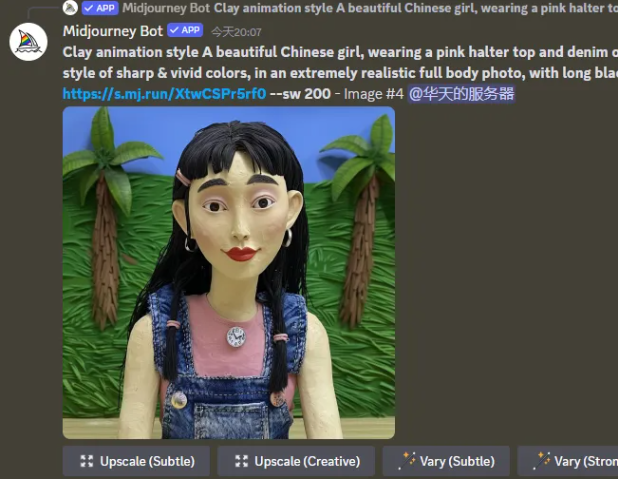 APP Midjourney Bot Clay animation style A beautiful Chinese girl, wearing a pink halter to
Midjourney Bot APP 今天20:07
Clay animation style A beautiful Chinese girl, wearing a pink halter top and denim
style of sharp & vivid colors, in an extremely realistic full body photo, with long
https://s.mj.run/XtwCSPr5rf0 --sw 200 - Image #4 @华天的服务器
Upscale (Subtle) Upscale (Creative) Vary (Subtle) Vary (Stron